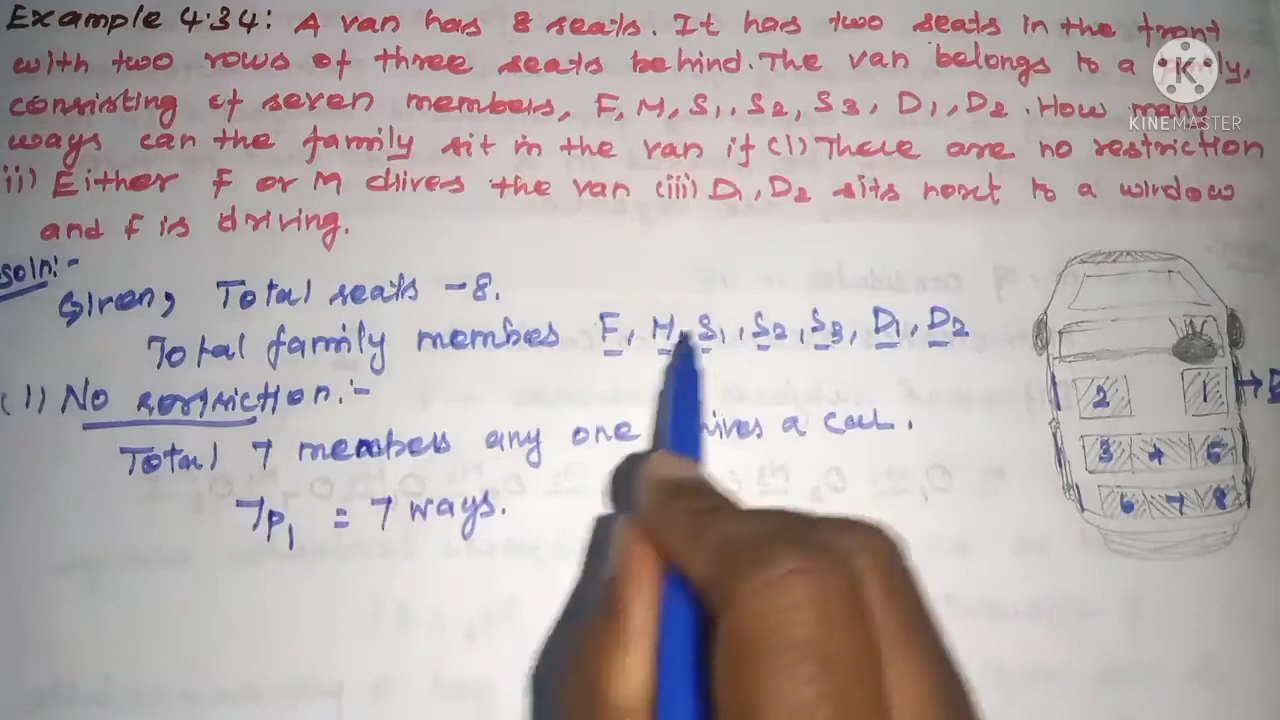 Example 4.34: A van has 8 seats. It has two seats in the front
with two rows of three seats behind. The van belongs to a
consisting of seven members, F, M, S1, S2, S3, D1, D2. How many
ways can the family sit in the van if (1) There are no restriction
ii) Either F or M drives the van (iii) D1, D2 sits next to a window
and F is driving.
K
KINEMASTER
Soln:-
Given, Total seats - 8.
Total family member F, M, S1, S2, S3, D1, D2
(1) No restriction:-
Total 7 members any one a car.
7P1 = 7 ways.
2 1
3 4 5
6 7 8